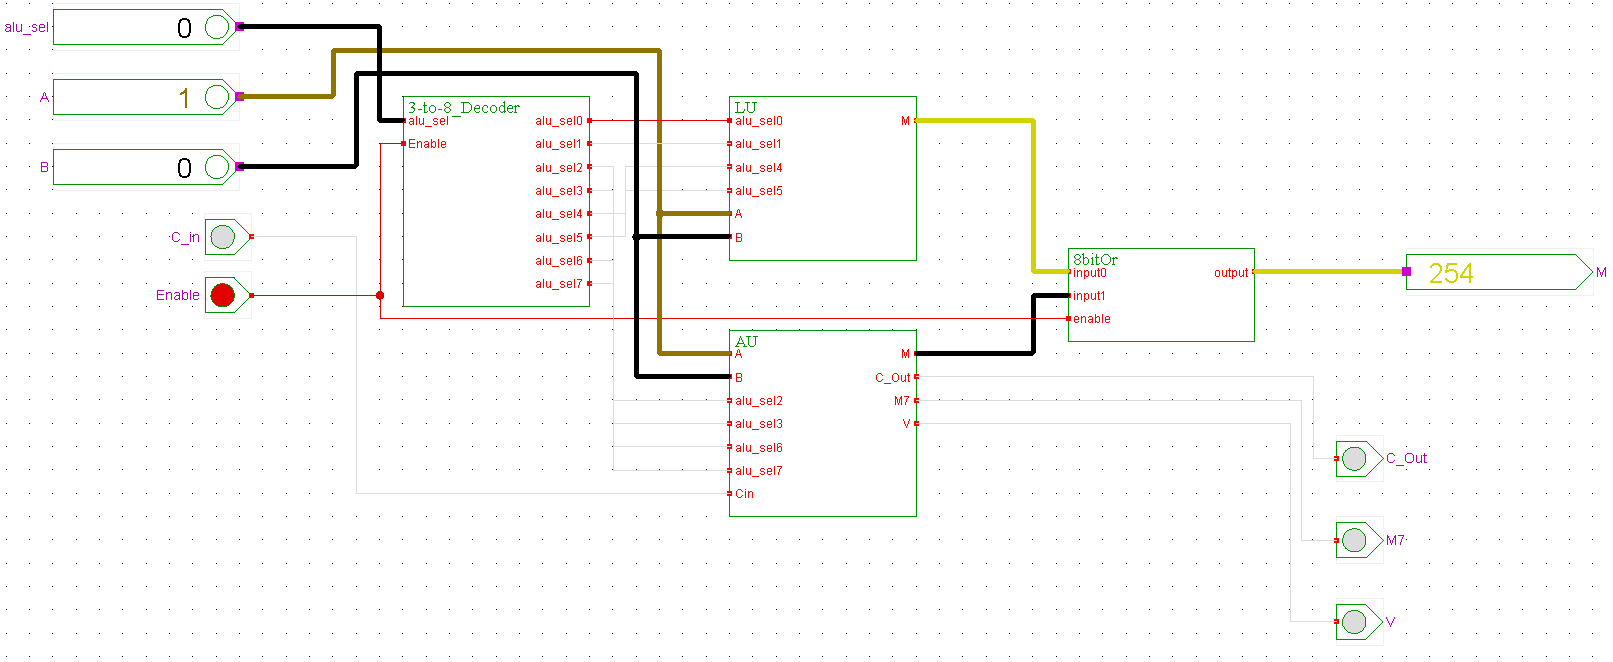 alu_sel 0
A 1
B 0
C_in
Enable
3-to-8_Decoder
alu_sel
Enable
alu_sel0
alu_sel1
alu_sel2
alu_sel3
alu_sel4
alu_sel5
alu_sel6
alu_sel7
LU
alu_sel0
alu_sel1
alu_sel4
alu_sel5
A
B
M
AU
A
B
alu_sel2
alu_sel3
alu_sel6
alu_sel7
Cin
M
C_Out
M7
V
8bitOr
input0
input1
enable
output
254 M
C_Out
M7
V